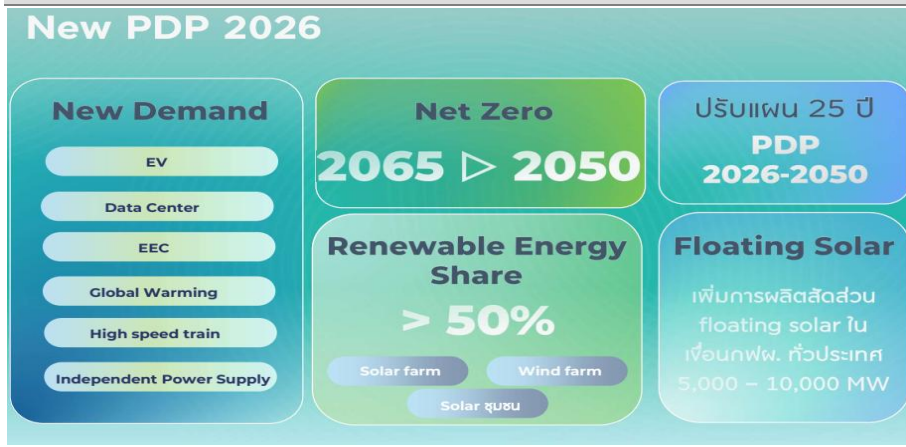 New PDP 2026
New Demand
EV
Data Center
EEC
Global Warming
High speed train
Independent Power Supply
Net Zero
2065 ▷ 2050
Renewable Energy
Share
> 50%
Solar farm
Wind farm
Solar ชุมชน
ปรับแผน 25 ปี
PDP
2026-2050
Floating Solar
เพิ่มการผลิตสัดส่วน
floating solar ใน
เขื่อนกฟผ. ทั่วประเทศ
5,000 – 10,000 MW